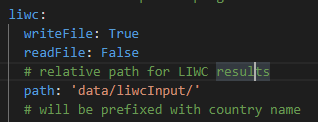 liwc:
writeFile: True
readFile: False
# relative path for LIWC results
path: 'data/liwcInput/'
# will be prefixed with country name